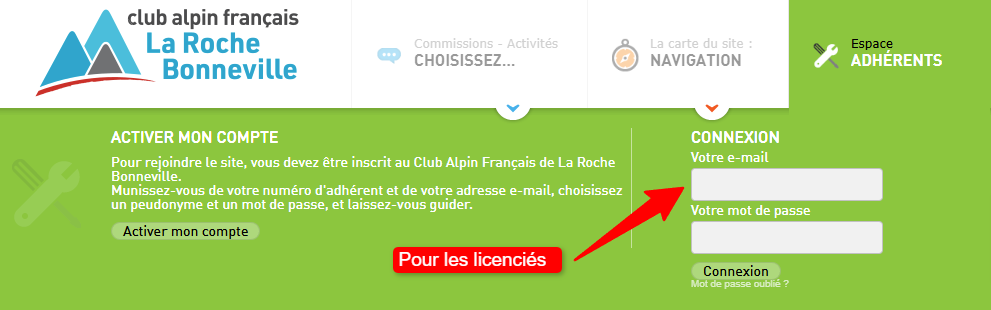 club alpin français
La Roche
Bonneville
Commissions - Activités
CHOISISSEZ...
La carte du site :
NAVIGATION
Espace
ADHÉRENTS
ACTIVER MON COMPTE
Pour rejoindre le site, vous devez être inscrit au Club Alpin Français de La Roche
Bonneville.
Munissez-vous de votre numéro d'adhérent et de votre adresse e-mail, choisissez
un peudonyme et un mot de passe, et laissez-vous guider.
Activer mon compte
CONNEXION
Votre e-mail
Votre mot de passe
Pour les licenciés
Connexion
Mot de passe oublié ?